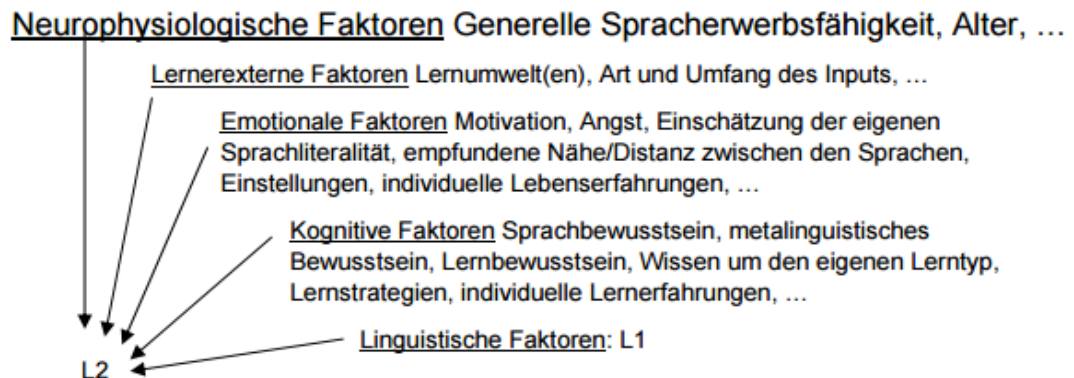 Neurophysiologische Faktoren Generelle Spracherwerbsfähigkeit, Alter, …
Lernerexterne Faktoren Lernumwelt(en), Art und Umfang des Inputs, …
Emotionale Faktoren Motivation, Angst, Einschätzung der eigenen
Sprachliteralität, empfundene Nähe/Distanz zwischen den Sprachen,
Einstellungen, individuelle Lebenserfahrungen, …
Kognitive Faktoren Sprachbewusstsein, metalinguistisches
Bewusstsein, Lernbewusstsein, Wissen um den eigenen Lerntyp,
Lernstrategien, individuelle Lernerfahrungen, …
Linguistische Faktoren: L1
L2